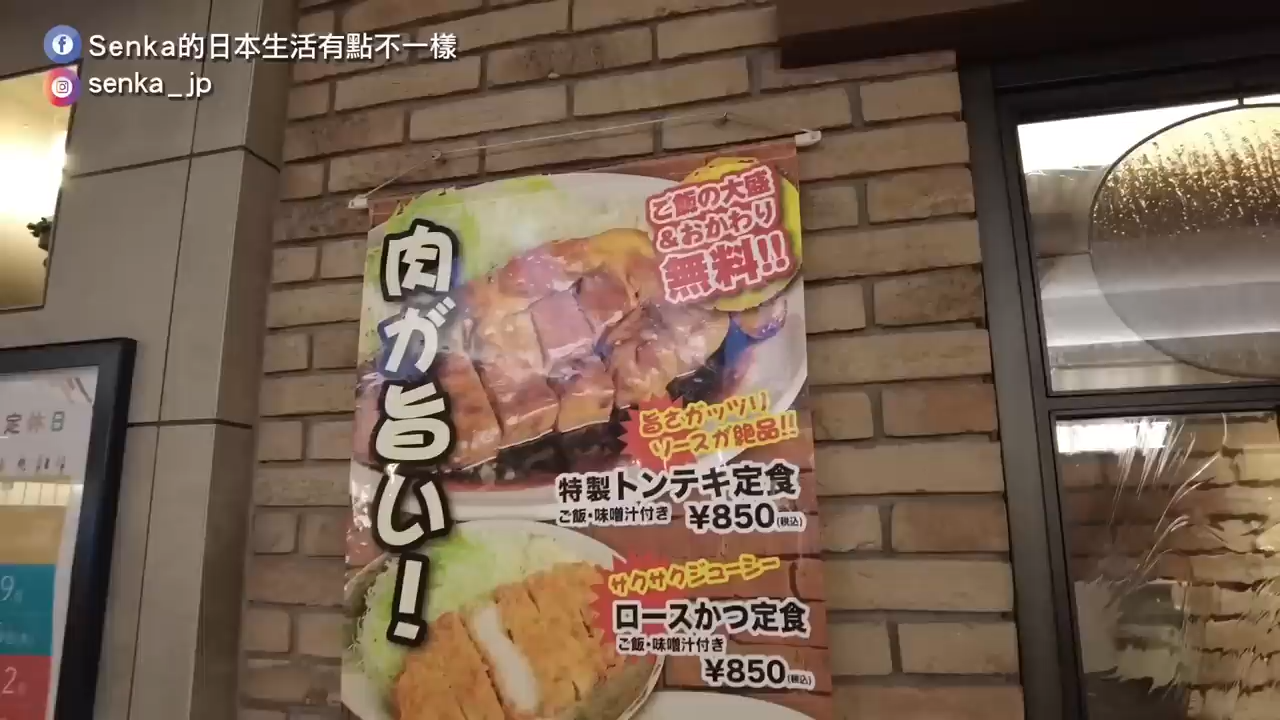 Senka的日本生活有點不一樣
senka_jp
ご飯の大盛
&おかわり
無料!!
肉が旨い!
旨さガッツリ
ソースが絶品!!
特製トンテキ定食
ご飯・味噌汁付き ¥850(税込)
サクサクジューシー
ロースかつ定食
ご飯・味噌汁付き
¥850(税込)
定休日
9
2